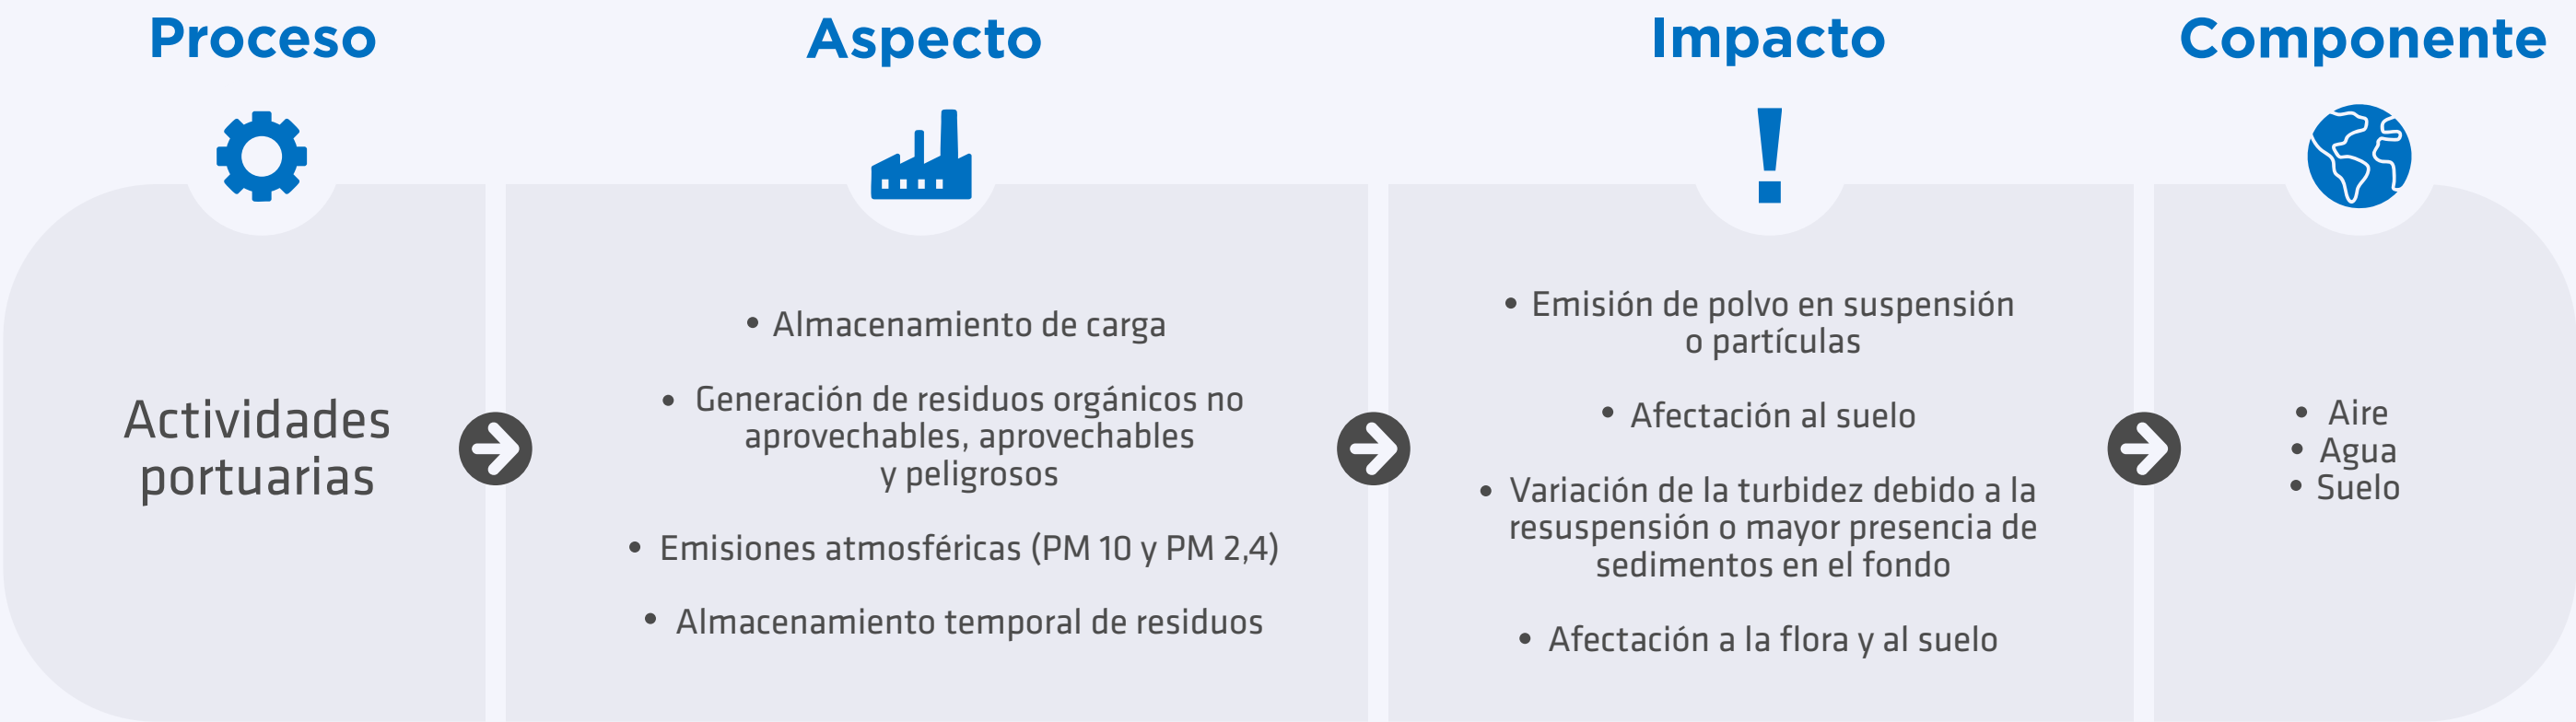 Proceso
Aspecto
Impacto
Componente
Actividades
portuarias
• Almacenamiento de carga
• Generación de residuos orgánicos no
aprovechables, aprovechables
y peligrosos
• Emisiones atmosféricas (PM 10 y PM 2,4)
• Almacenamiento temporal de residuos
• Emisión de polvo en suspensión
o partículas
• Afectación al suelo
• Variación de la turbidez debido a la
resuspensión o mayor presencia de
sedimentos en el fondo
• Afectación a la flora y al suelo
• Aire
• Agua
• Suelo